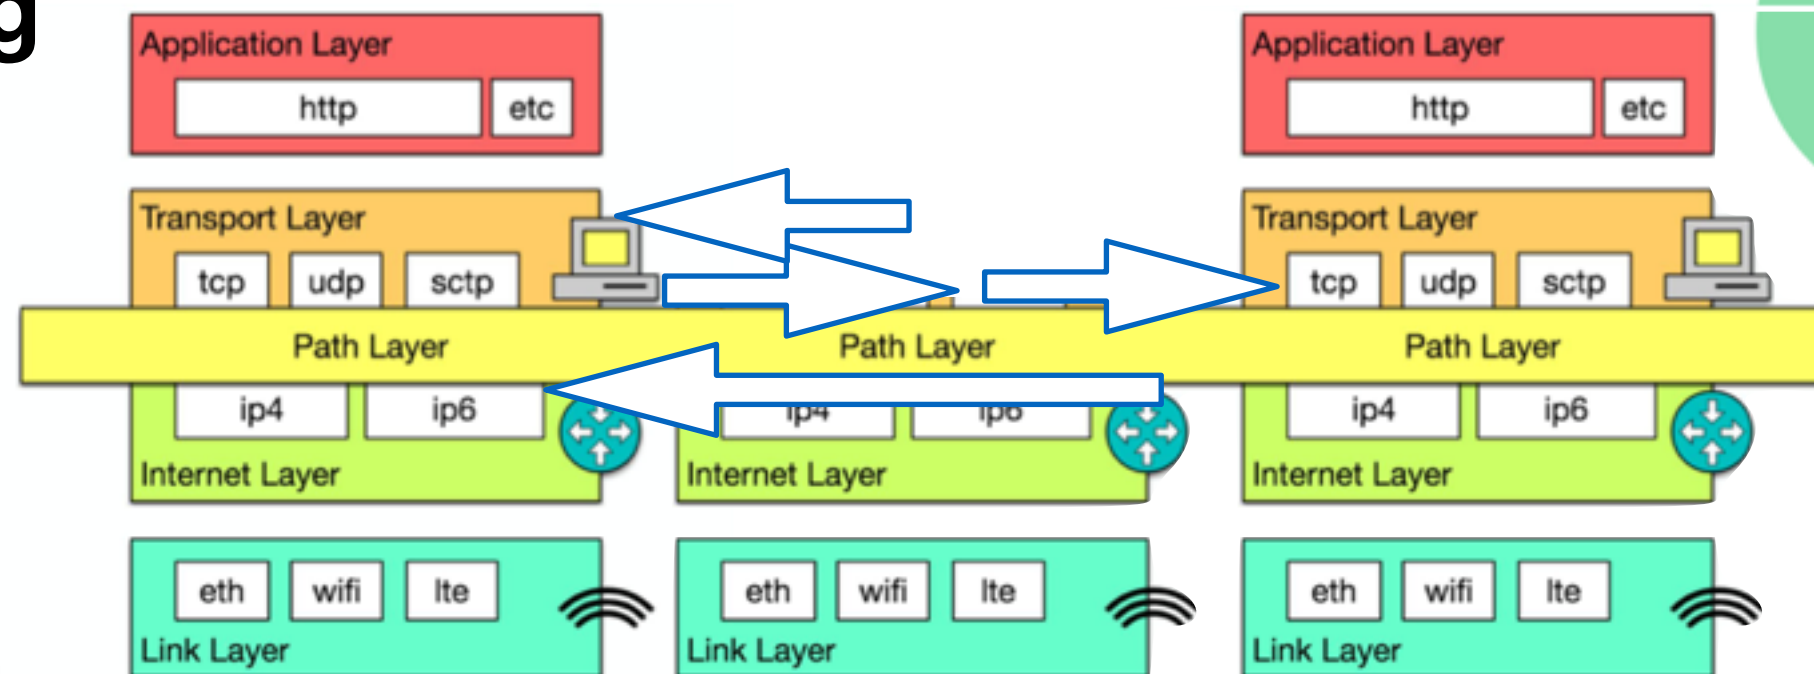 g
Application Layer
http etc
Application Layer
http etc
Transport Layer
tcp udp sctp
Transport Layer
tcp udp sctp
Path Layer Path Layer Path Layer
ip4 ip6
ip4 ip6
ip4 ip6
Internet Layer
Internet Layer
Internet Layer
eth wifi lte
eth wifi lte
eth wifi lte
Link Layer
Link Layer
Link Layer